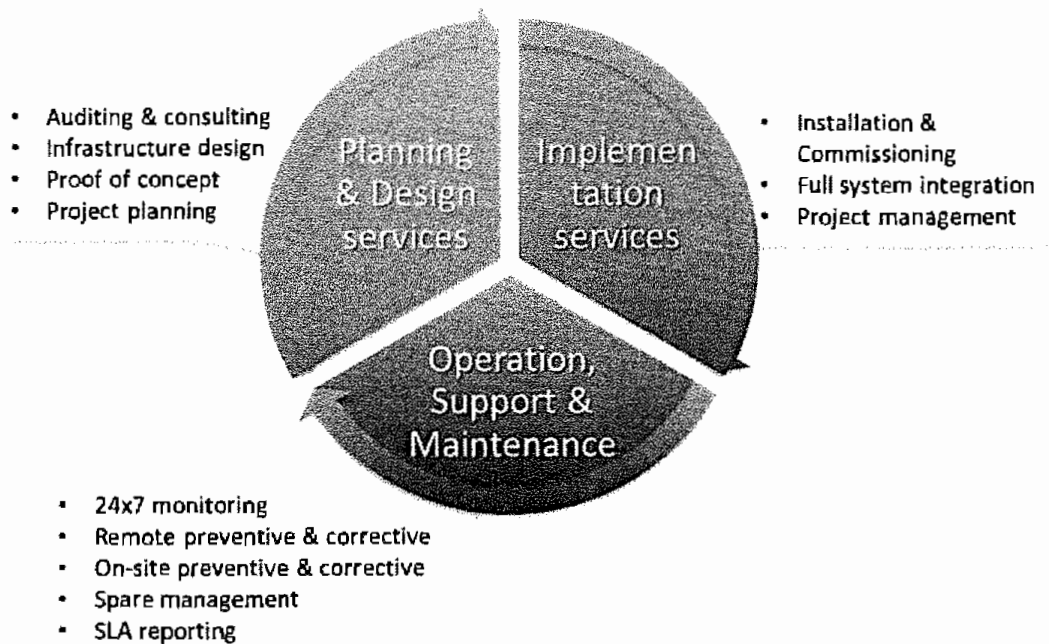 • Auditing & consulting
• Infrastructure design
• Proof of concept
• Project planning
Planning
& Design
services
Implemen
tation
services
• Installation &
Commissioning
• Full system integration
• Project management
Operation,
Support &
Maintenance
• 24x7 monitoring
• Remote preventive & corrective
• On-site preventive & corrective
• Spare management
• SLA reporting